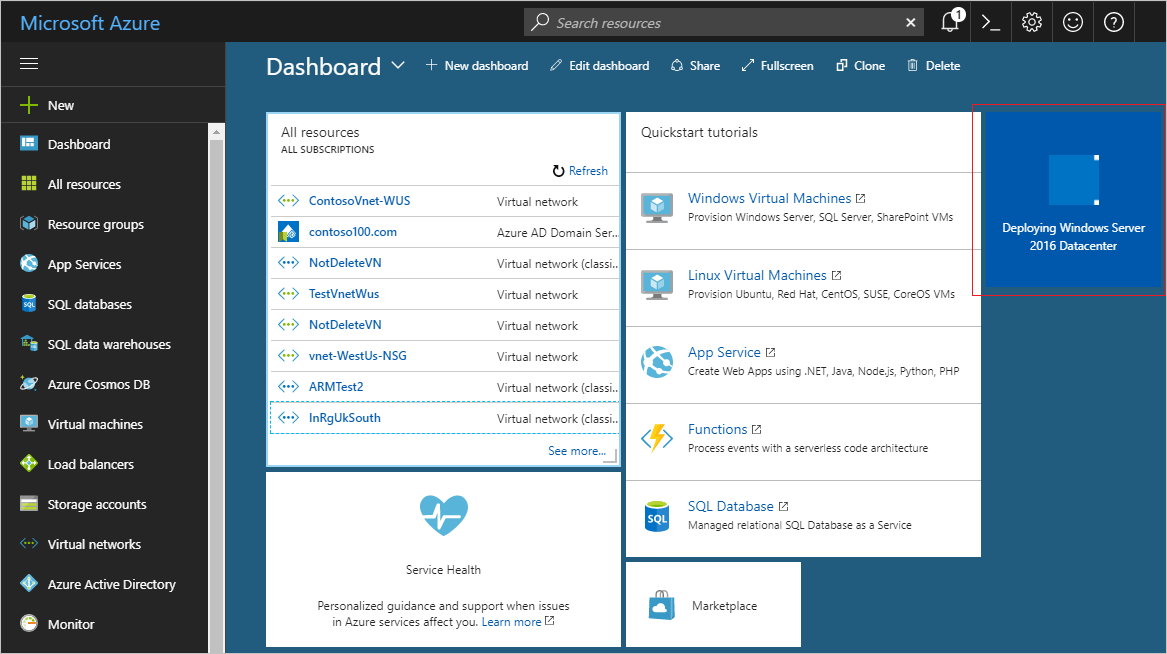 Microsoft Azure
Search resources
1
New
Dashboard
All resources
Resource groups
App Services
SQL databases
SQL data warehouses
Azure Cosmos DB
Virtual machines
Load balancers
Storage accounts
Virtual networks
Azure Active Directory
Monitor
Dashboard
New dashboard
Edit dashboard
Share
Fullscreen
Clone
Delete
All resources
ALL SUBSCRIPTIONS
Refresh
ContosoVnet-WUS Virtual network
contoso100.com Azure AD Domain Ser...
NotDeleteVN Virtual network (classi...
TestVnetWus Virtual network
NotDeleteVN Virtual network
vnet-WestUs-NSG Virtual network
ARMTest2 Virtual network (classi...
InRgUkSouth Virtual network (classi...
See more...
Service Health
Personalized guidance and support when issues
in Azure services affect you. Learn more
Quickstart tutorials
Windows Virtual Machines
Provision Windows Server, SQL Server, SharePoint VMs
Linux Virtual Machines
Provision Ubuntu, Red Hat, CentOS, SUSE, CoreOS VMs
App Service
Create Web Apps using .NET, Java, Node.js, Python, PHP
Functions
Process events with a serverless code architecture
SQL
SQL Database
Managed relational SQL Database as a Service
Marketplace
Deploying Windows Server
2016 Datacenter